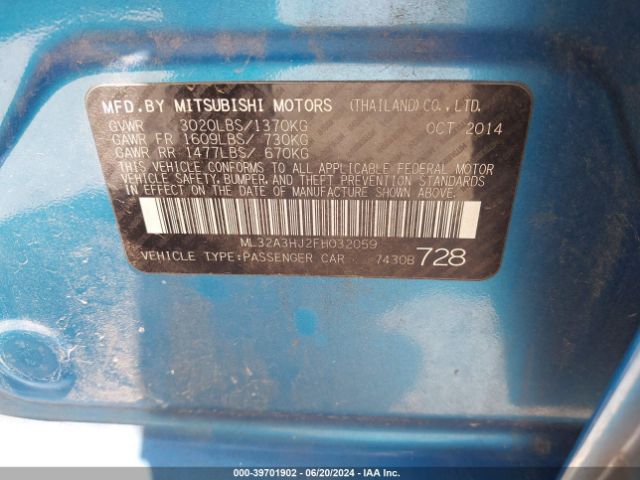 MFD.BY MITSUBISHI MOTORS (THAILAND) CO.,LTD.
GVWR 3020LBS/1370KG OCT 2014
GAWR FR 1609LBS/ 730KG
GAWR RR 1477LBS/ 670KG
THIS VEHICLE CONFORMS TO ALL APPLICABLE FEDERAL MOTOR
VEHICLE SAFETY, BUMPER, AND THEFT PREVENTION STANDARDS
IN EFFECT ON THE DATE OF MANUFACTURE SHOWN ABOVE.
ML32A3HJ2FH032059
VEHICLE TYPE:PASSENGER CAR 7430B 728
000-39701902 - 06/20/2024 - Copyright IAA Inc.